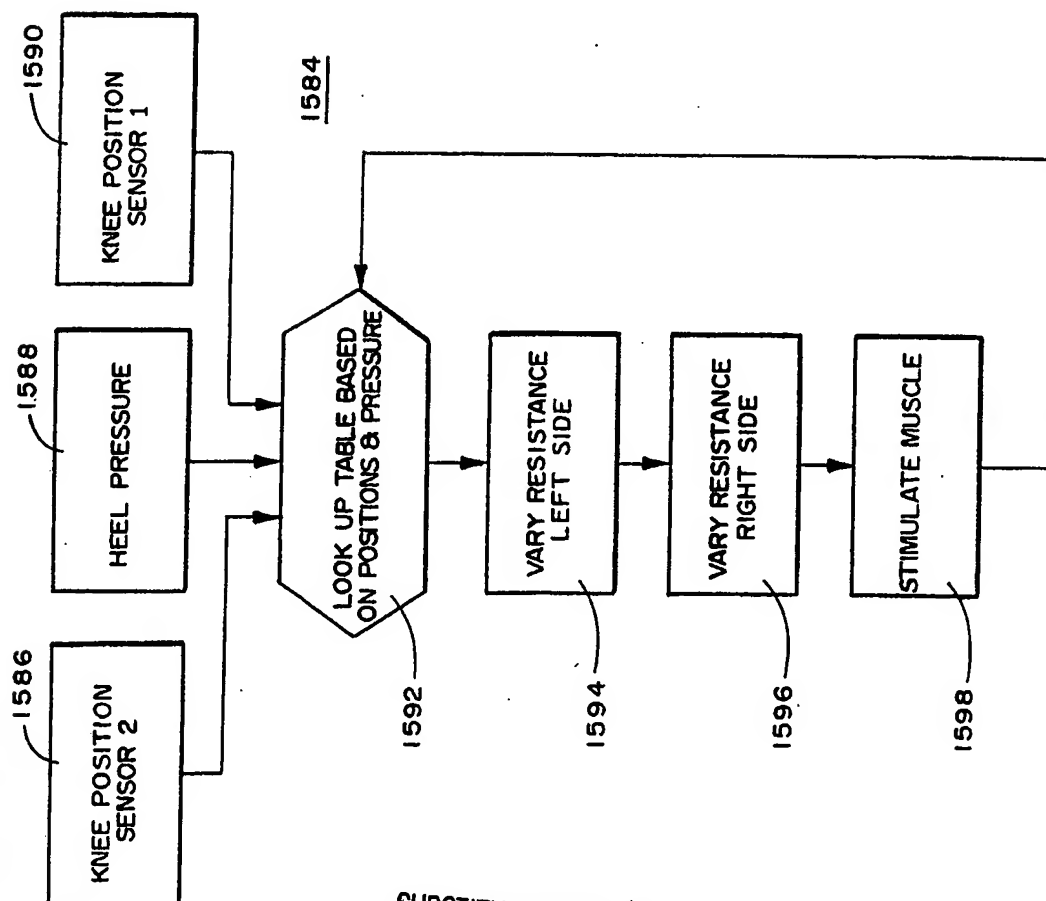 1586
KNEE POSITION
SENSOR 2
1588
HEEL PRESSURE
1590
KNEE POSITION
SENSOR 1
1584
LOOK UP TABLE BASED
ON POSITIONS & PRESSURE
1592
VARY RESISTANCE
LEFT SIDE
1594
VARY RESISTANCE
RIGHT SIDE
1596
STIMULATE MUSCLE
1598